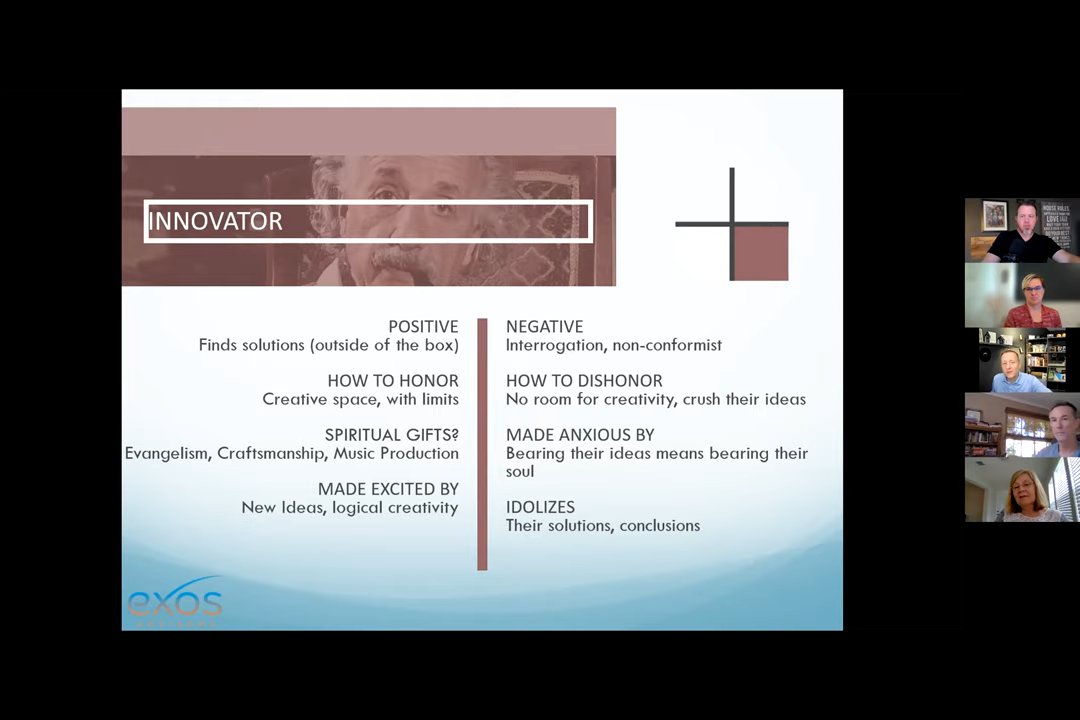 INNOVATOR
POSITIVE
Finds solutions (outside of the box)
HOW TO HONOR
Creative space, with limits
SPIRITUAL GIFTS?
Evangelism, Craftsmanship, Music Production
MADE EXCITED BY
New Ideas, logical creativity
NEGATIVE
Interrogation, non-conformist
HOW TO DISHONOR
No room for creativity, crush their ideas
MADE ANXIOUS BY
Bearing their ideas means bearing their
soul
IDOLIZES
Their solutions, conclusions
exos
HOUSE RULES
LOVE